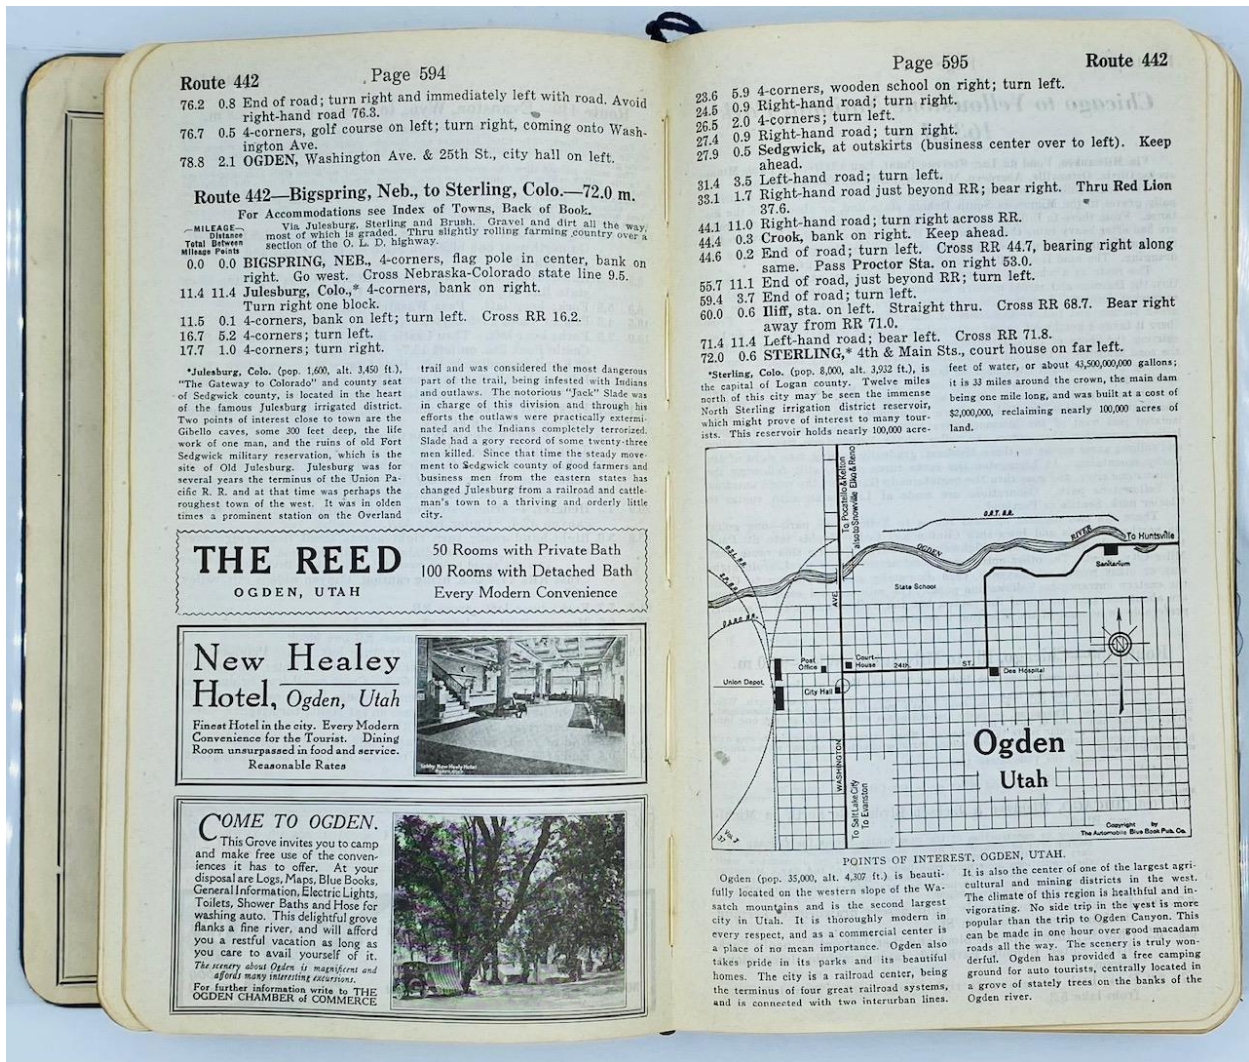 Route 442
Page 594
76.2 0.8 End of road; turn right and immediately left with road. Avoid
right-hand road 76.3.
76.7 0.5 4-corners, golf course on left; turn right, coming onto Wash-
ington Ave.
78.8 2.1 OGDEN, Washington Ave. & 25th St., city hall on left.
Route 442—Bigspring, Neb., to Sterling, Colo.—72.0 m.
For Accommodations see Index of Towns, Back of Book.
—MILEAGE—
Distance
Total Between
Mileage Points
Via Julesburg, Sterling and Brush. Gravel and dirt all the way,
most of which is graded. Thru slightly rolling farming country over a
section of the O. L. D. highway.
0.0 0.0 BIGSPRING, NEB., 4-corners, flag pole in center, bank on
right. Go west. Cross Nebraska-Colorado state line 9.5.
11.4 11.4 Julesburg, Colo.,* 4-corners, bank on right.
Turn right one block.
11.5 0.1 4-corners, bank on left; turn left. Cross RR 16.2.
16.7 5.2 4-corners; turn left.
17.7 1.0 4-corners; turn right.
*Julesburg, Colo. (pop. 1,600, alt. 3,450 ft.),
"The Gateway to Colorado" and county seat
of Sedgwick county, is located in the heart
of the famous Julesburg irrigated district.
Two points of interest close to town are the
Gibello caves, some 300 feet deep, the life
work of one man, and the ruins of old Fort
Sedgwick military reservation, which is the
site of Old Julesburg. Julesburg was for
several years the terminus of the Union Pa-
cific R. R. and at that time was perhaps the
roughest town of the west. It was in olden
times a prominent station on the Overland
trail and was considered the most dangerous
part of the trail, being infested with Indians
and outlaws. The notorious "Jack" Slade was
in charge of this division and through his
efforts the outlaws were practically extermi-
nated and the Indians completely terrorized.
Slade had a gory record of some twenty-three
men killed. Since that time the steady move-
ment to Sedgwick county of good farmers and
business men from the eastern states has
changed Julesburg from a railroad and cattle-
man's town to a thriving and orderly little
city.
THE REED
OGDEN, UTAH
50 Rooms with Private Bath
100 Rooms with Detached Bath
Every Modern Convenience
New Healey
Hotel, Ogden, Utah
Finest Hotel in the city. Every Modern
Convenience for the Tourist. Dining
Room unsurpassed in food and service.
Reasonable Rates
Lobby New Healy Hotel
COME TO OGDEN.
This Grove invites you to camp
and make free use of the conven-
iences it has to offer. At your
disposal are Logs, Maps, Blue Books,
General Information, Electric Lights,
Toilets, Shower Baths and Hose for
washing auto. This delightful grove
flanks a fine river, and will afford
you a restful vacation as long as
you care to avail yourself of it.
The scenery about Ogden is magnificent and
affords many interesting excursions.
For further information write to THE
OGDEN CHAMBER of COMMERCE
Page 595
Route 442
23.6 5.9 4-corners, wooden school on right; turn left.
24.5 0.9 Right-hand road; turn right.
26.5 2.0 4-corners; turn left.
27.4 0.9 Right-hand road; turn right.
27.9 0.5 Sedgwick, at outskirts (business center over to left). Keep
ahead.
31.4 3.5 Left-hand road; turn left.
33.1 1.7 Right-hand road just beyond RR; bear right. Thru Red Lion
37.6.
44.1 11.0 Right-hand road; turn right across RR.
44.4 0.3 Crook, bank on right. Keep ahead.
44.6 0.2 End of road; turn left. Cross RR 44.7, bearing right along
same. Pass Proctor Sta. on right 53.0.
55.7 11.1 End of road, just beyond RR; turn left.
59.4 3.7 End of road; turn left.
60.0 0.6 Iliff, sta. on left. Straight thru. Cross RR 68.7. Bear right
away from RR 71.0.
71.4 11.4 Left-hand road; bear left. Cross RR 71.8.
72.0 0.6 STERLING,* 4th & Main Sts., court house on far left.
*Sterling, Colo. (pop. 8,000, alt. 3,932 ft.), is
the capital of Logan county. Twelve miles
north of this city may be seen the immense
North Sterling irrigation district reservoir,
which might prove of interest to many tour-
ists. This reservoir holds nearly 100,000 acre-
feet of water, or about 43,500,000,000 gallons;
it is 33 miles around the crown, the main dam
being one mile long, and was built at a cost of
$2,000,000, reclaiming nearly 100,000 acres of
land.
To Pocatello & Kelton
also to Snowville Elko & Reno
O.R.T. R.R.
OGDEN
RIVER
To Huntsville
Sanitarium
State School
O.S.L. R.R.
D.&R.G. RR.
AVE.
Post
Office
Court
House
24th. ST.
Dee Hospital
Union Depot.
City Hall
N
WASHINGTON
To Salt Lake City
To Evanston
Ogden
Utah
Vol. 7
37
Copyright by
The Automobile Blue Book Pub. Co.
POINTS OF INTEREST, OGDEN, UTAH.
Ogden (pop. 35,000, alt. 4,307 ft.) is beauti-
fully located on the western slope of the Wa-
satch mountains and is the second largest
city in Utah. It is thoroughly modern in
every respect, and as a commercial center is
a place of no mean importance. Ogden also
takes pride in its parks and its beautiful
homes. The city is a railroad center, being
the terminus of four great railroad systems,
and is connected with two interurban lines.
It is also the center of one of the largest agri-
cultural and mining districts in the west.
The climate of this region is healthful and in-
vigorating. No side trip in the west is more
popular than the trip to Ogden Canyon. This
can be made in one hour over good macadam
roads all the way. The scenery is truly won-
derful. Ogden has provided a free camping
ground for auto tourists, centrally located in
a grove of stately trees on the banks of the
Ogden river.